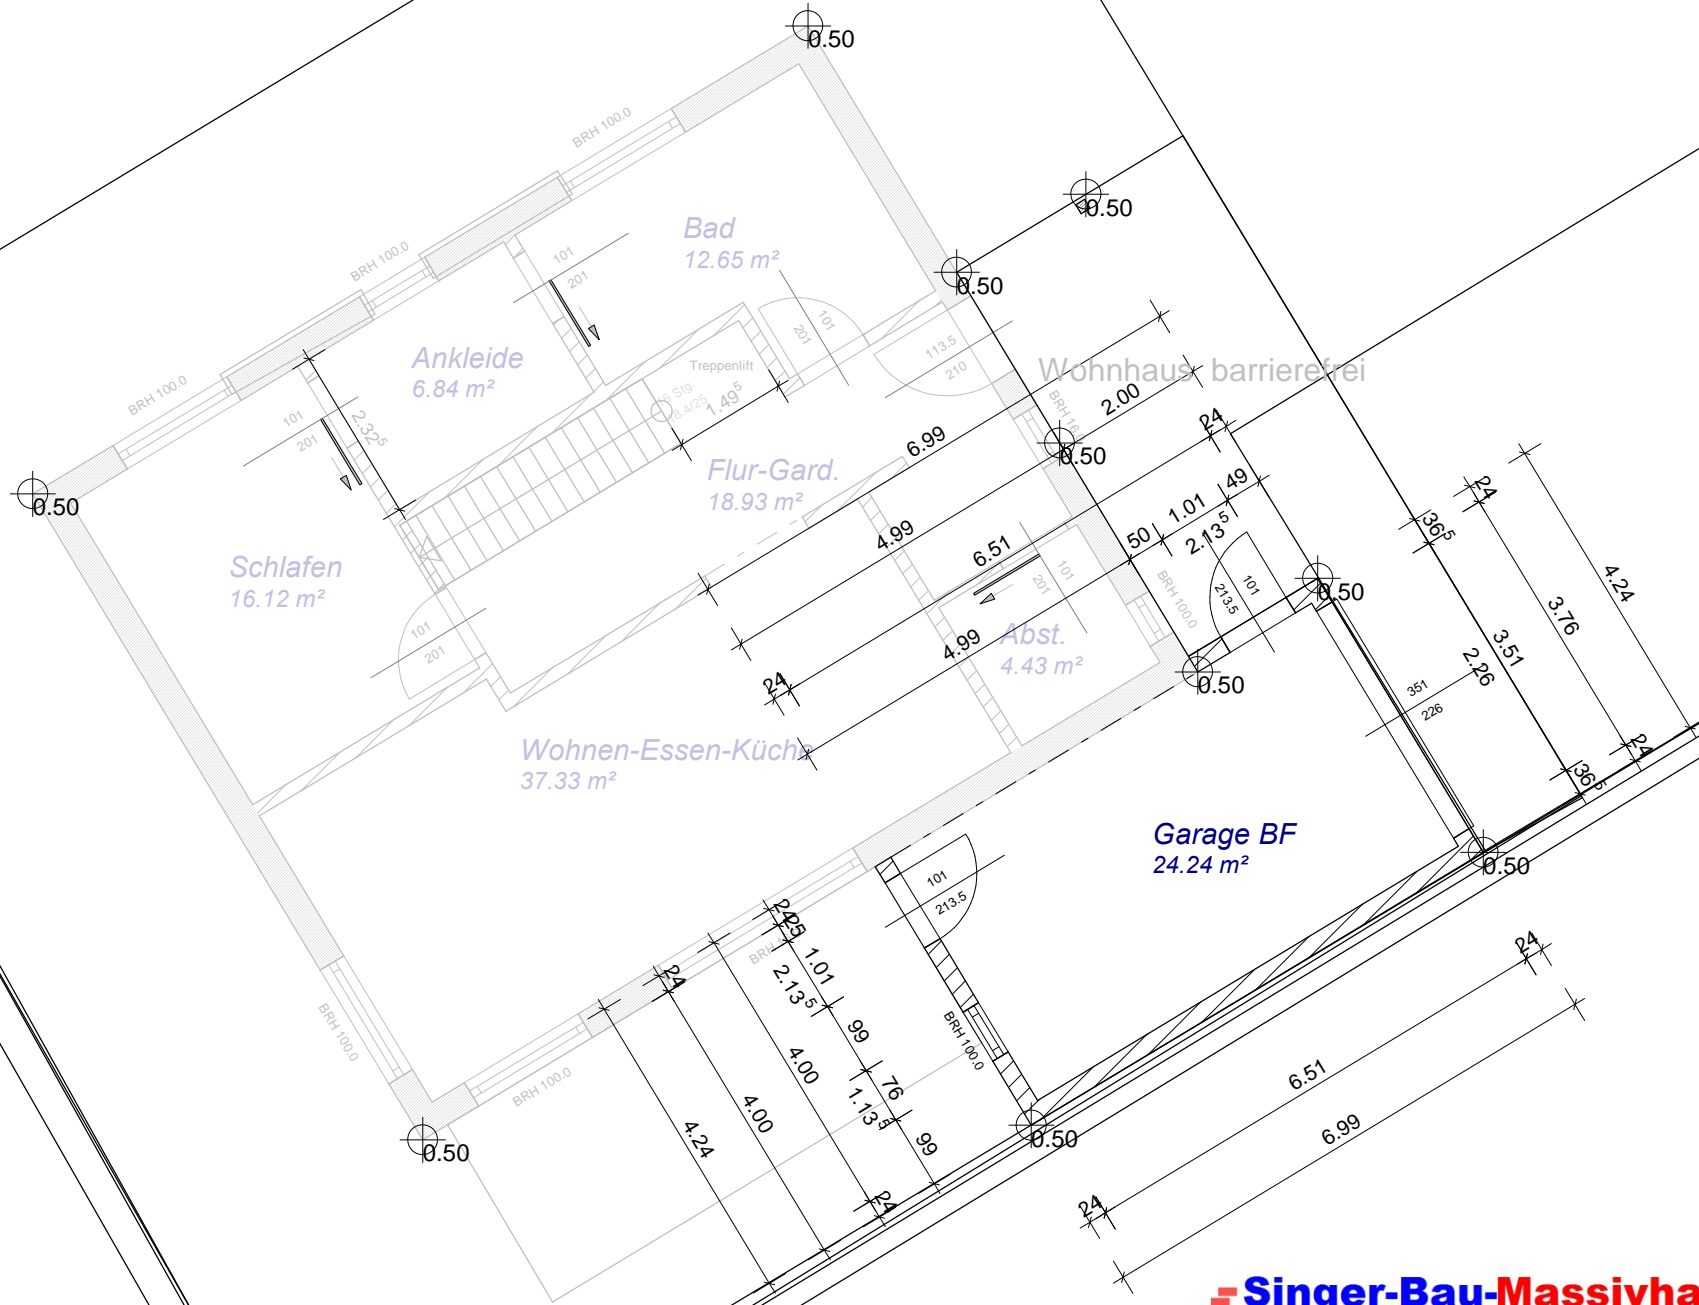 0.50
BRH 100.0
0.50
0.50
Bad
12.65 m²
101
201
BRH 100.0
0.50
101
201
113.5
210
Ankleide
6.84 m²
Treppenlift
Wohnhaus barrierefrei
BRH 100.0
2.32⁵
1.49⁵
2.00
24
101
201
6.99
0.50
Flur-Gard.
18.93 m²
49
24
0.50
1.01
2.13⁵
50
4.99
6.51
36⁵
4.24
Schlafen
16.12 m²
101
201
BRH 100.0
101
213.5
0.50
3.76
101
201
Abst.
4.43 m²
4.99
3.51
2.26
24
0.50
351
226
Wohnen-Essen-Küche
37.33 m²
24
36⁵
Garage BF
24.24 m²
0.50
101
213.5
24
25
1.01
2.13⁵
24
99
BRH 100.0
BRH 100.0
24
4.00
76
1.13⁵
6.51
BRH 100.0
4.00
99
6.99
4.24
0.50
0.50
24
24
Singer-Bau-Massivha